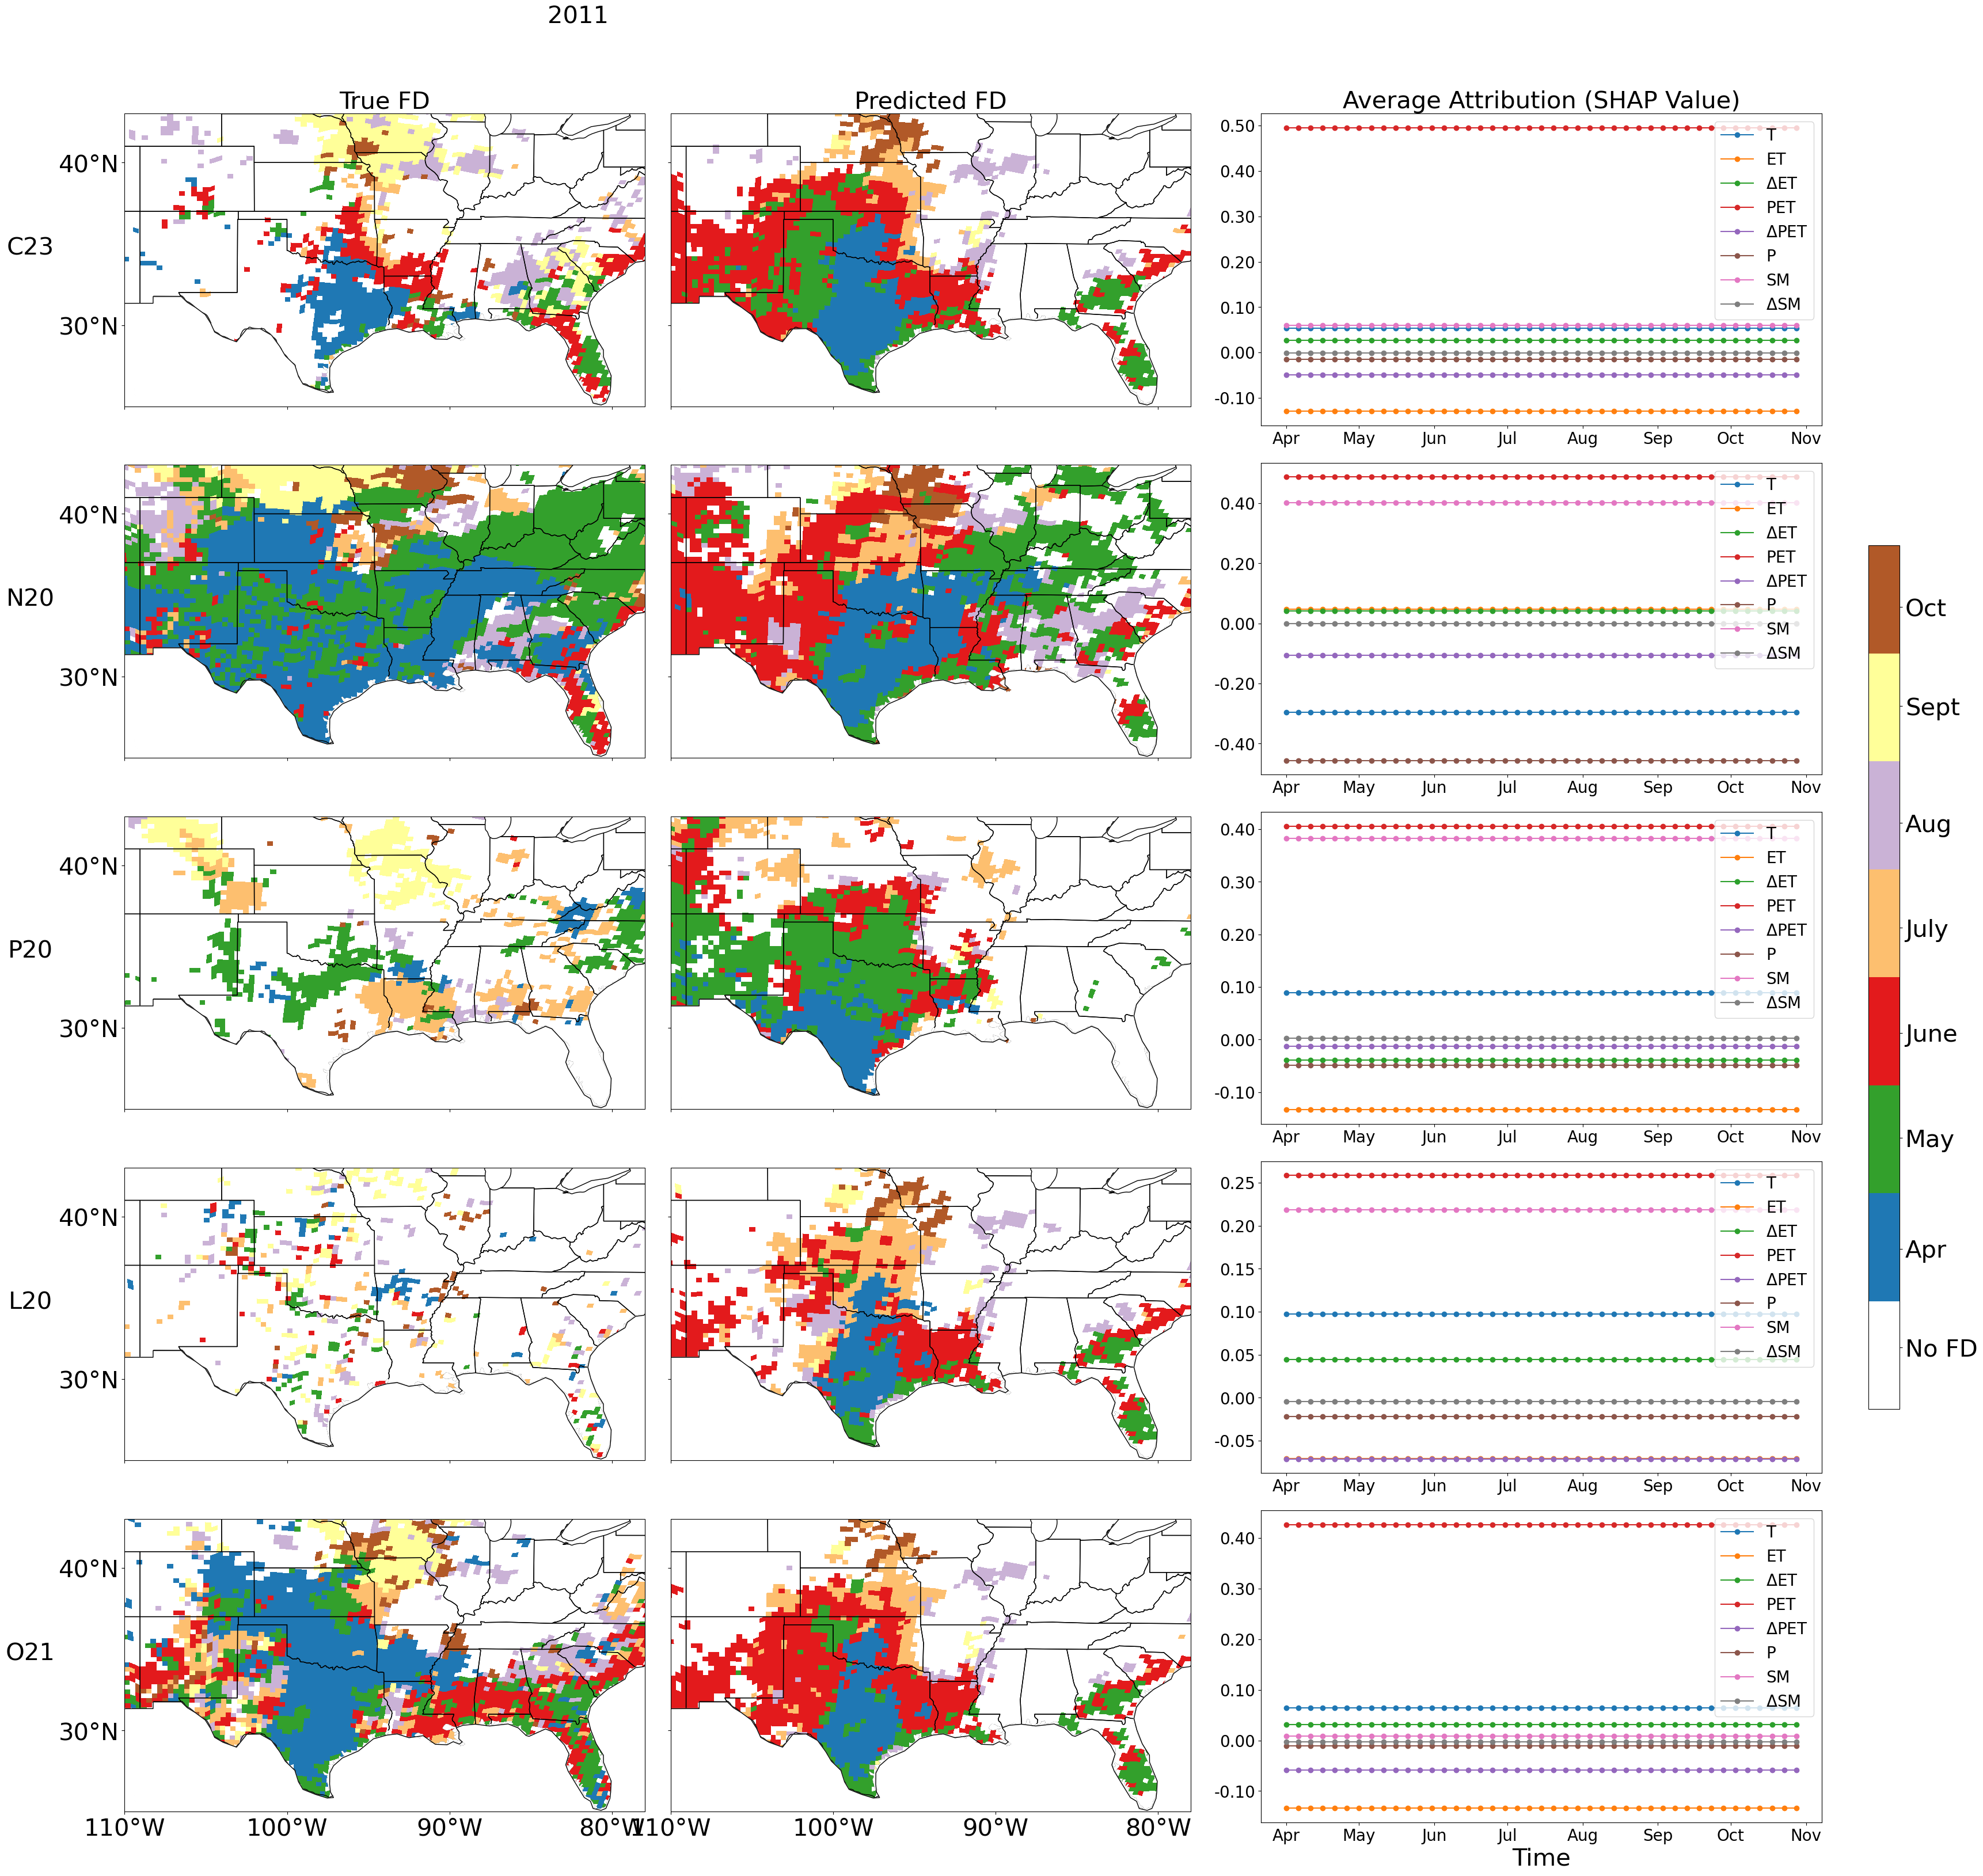 2011
True FD
Predicted FD
Average Attribution (SHAP Value)
C23
40°N
30°N
0.50
0.40
0.30
0.20
0.10
0.00
-0.10
T
ET
ΔET
PET
ΔPET
P
SM
ΔSM
Apr May Jun Jul Aug Sep Oct Nov
N20
40°N
30°N
0.40
0.20
0.00
-0.20
-0.40
T
ET
ΔET
PET
ΔPET
P
SM
ΔSM
Apr May Jun Jul Aug Sep Oct Nov
P20
40°N
30°N
0.40
0.30
0.20
0.10
0.00
-0.10
T
ET
ΔET
PET
ΔPET
P
SM
ΔSM
Apr May Jun Jul Aug Sep Oct Nov
L20
40°N
30°N
0.25
0.20
0.15
0.10
0.05
0.00
-0.05
T
ET
ΔET
PET
ΔPET
P
SM
ΔSM
Apr May Jun Jul Aug Sep Oct Nov
O21
40°N
30°N
110°W 100°W 90°W 80°W
110°W 100°W 90°W 80°W
0.40
0.30
0.20
0.10
0.00
-0.10
T
ET
ΔET
PET
ΔPET
P
SM
ΔSM
Apr May Jun Jul Aug Sep Oct Nov
Time
Oct
Sept
Aug
July
June
May
Apr
No FD